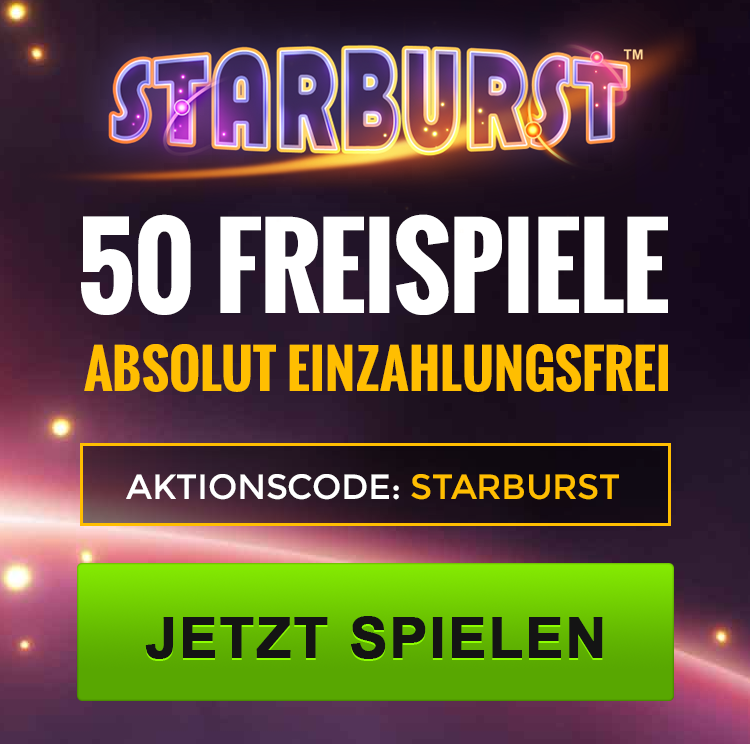 STARBURST™
50 FREISPIELE
ABSOLUT EINZAHLUNGSFREI
AKTIONSCODE: STARBURST
JETZT SPIELEN